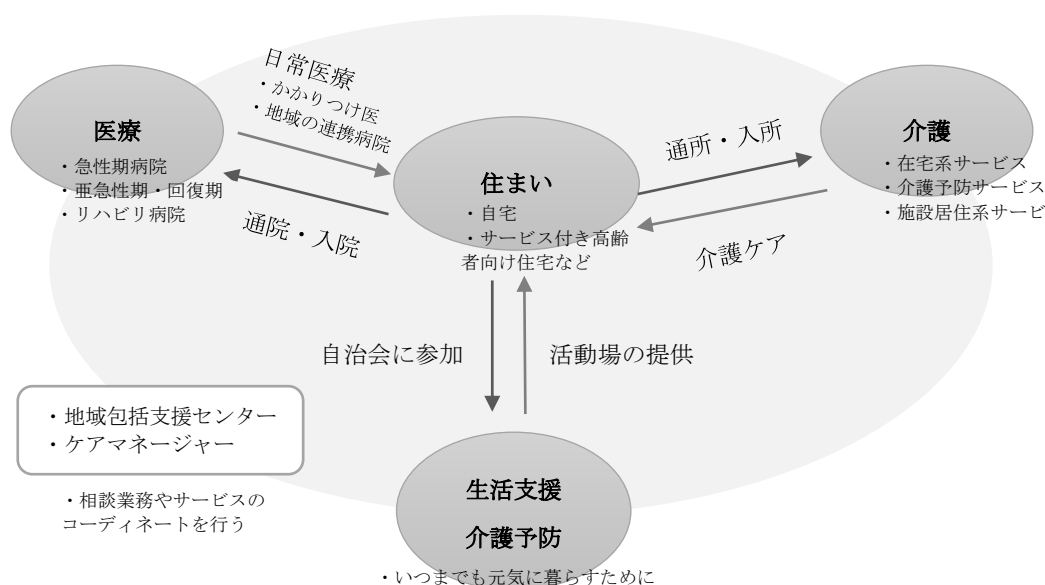 日常医療
・かかりつけ医
・地域の連携病院
医療
・急性期病院
・亜急性期・回復期
・リハビリ病院
通院・入院
住まい
・自宅
・サービス付き高齢
者向け住宅など
通所・入所
介護ケア
介護
・在宅系サービス
・介護予防サービス
・施設居住系サービ
自治会に参加
活動場の提供
・地域包括支援センター
・ケアマネージャー
・相談業務やサービスの
コーディネートを行う
生活支援
介護予防
・いつまでも元気に暮らすために